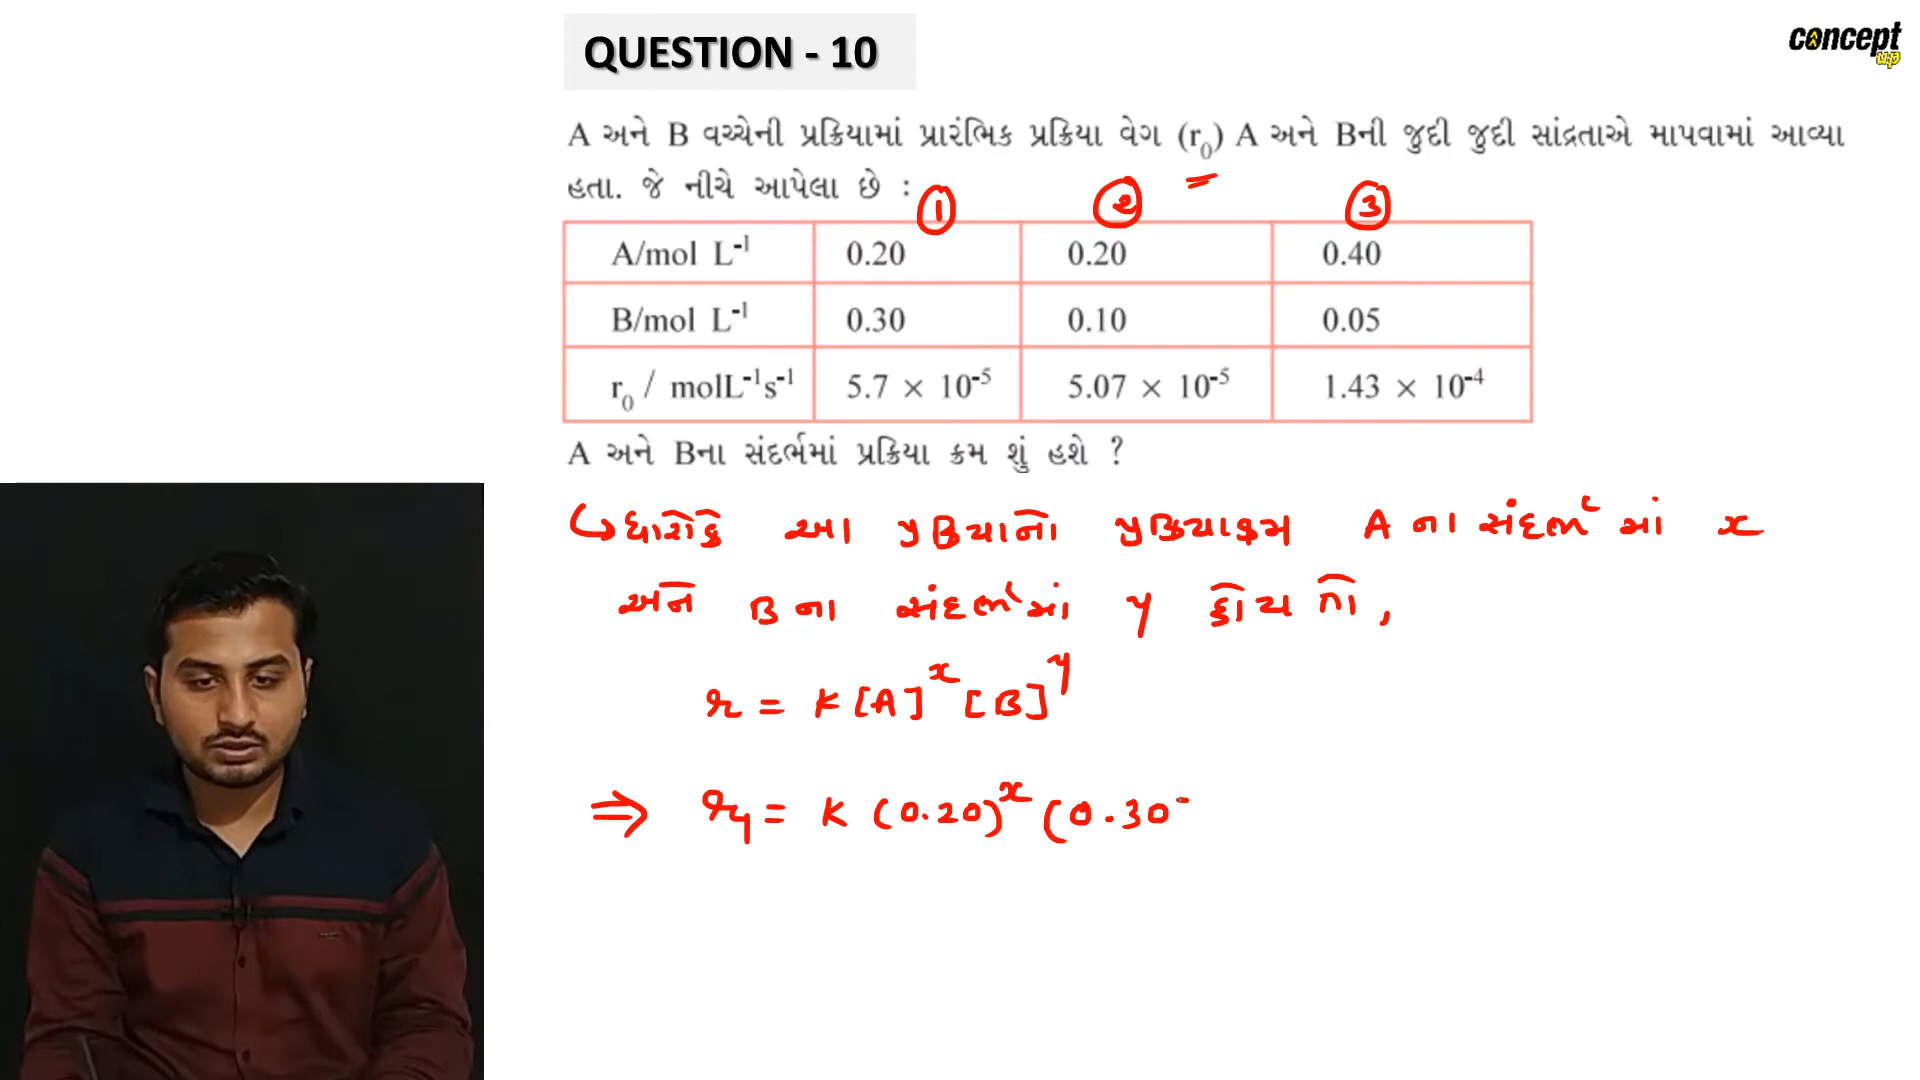 QUESTION - 10
concept up
A અને B વચ્ચેની પ્રક્રિયામાં પ્રારંભિક પ્રક્રિયા વેગ (r₀) A અને Bની જુદી જુદી સાંદ્રતાએ માપવામાં આવ્યા
હતા. જે નીચે આપેલા છે :
① ② ③
A/mol L⁻¹ 0.20 0.20 0.40
B/mol L⁻¹ 0.30 0.10 0.05
r₀ / molL⁻¹s⁻¹ 5.7 × 10⁻⁵ 5.07 × 10⁻⁵ 1.43 × 10⁻⁴
A અને Bના સંદર્ભમાં પ્રક્રિયા ક્રમ શું હશે ?
↪ ધારોકે આ પ્રક્રિયાનો પ્રક્રિયાક્રમ A ના સંદર્ભમાં x
અને B ના સંદર્ભમાં y હોય તો,
r = K[A]ˣ [B]ʸ
⇒ r₁ = K (0.20)ˣ (0.30